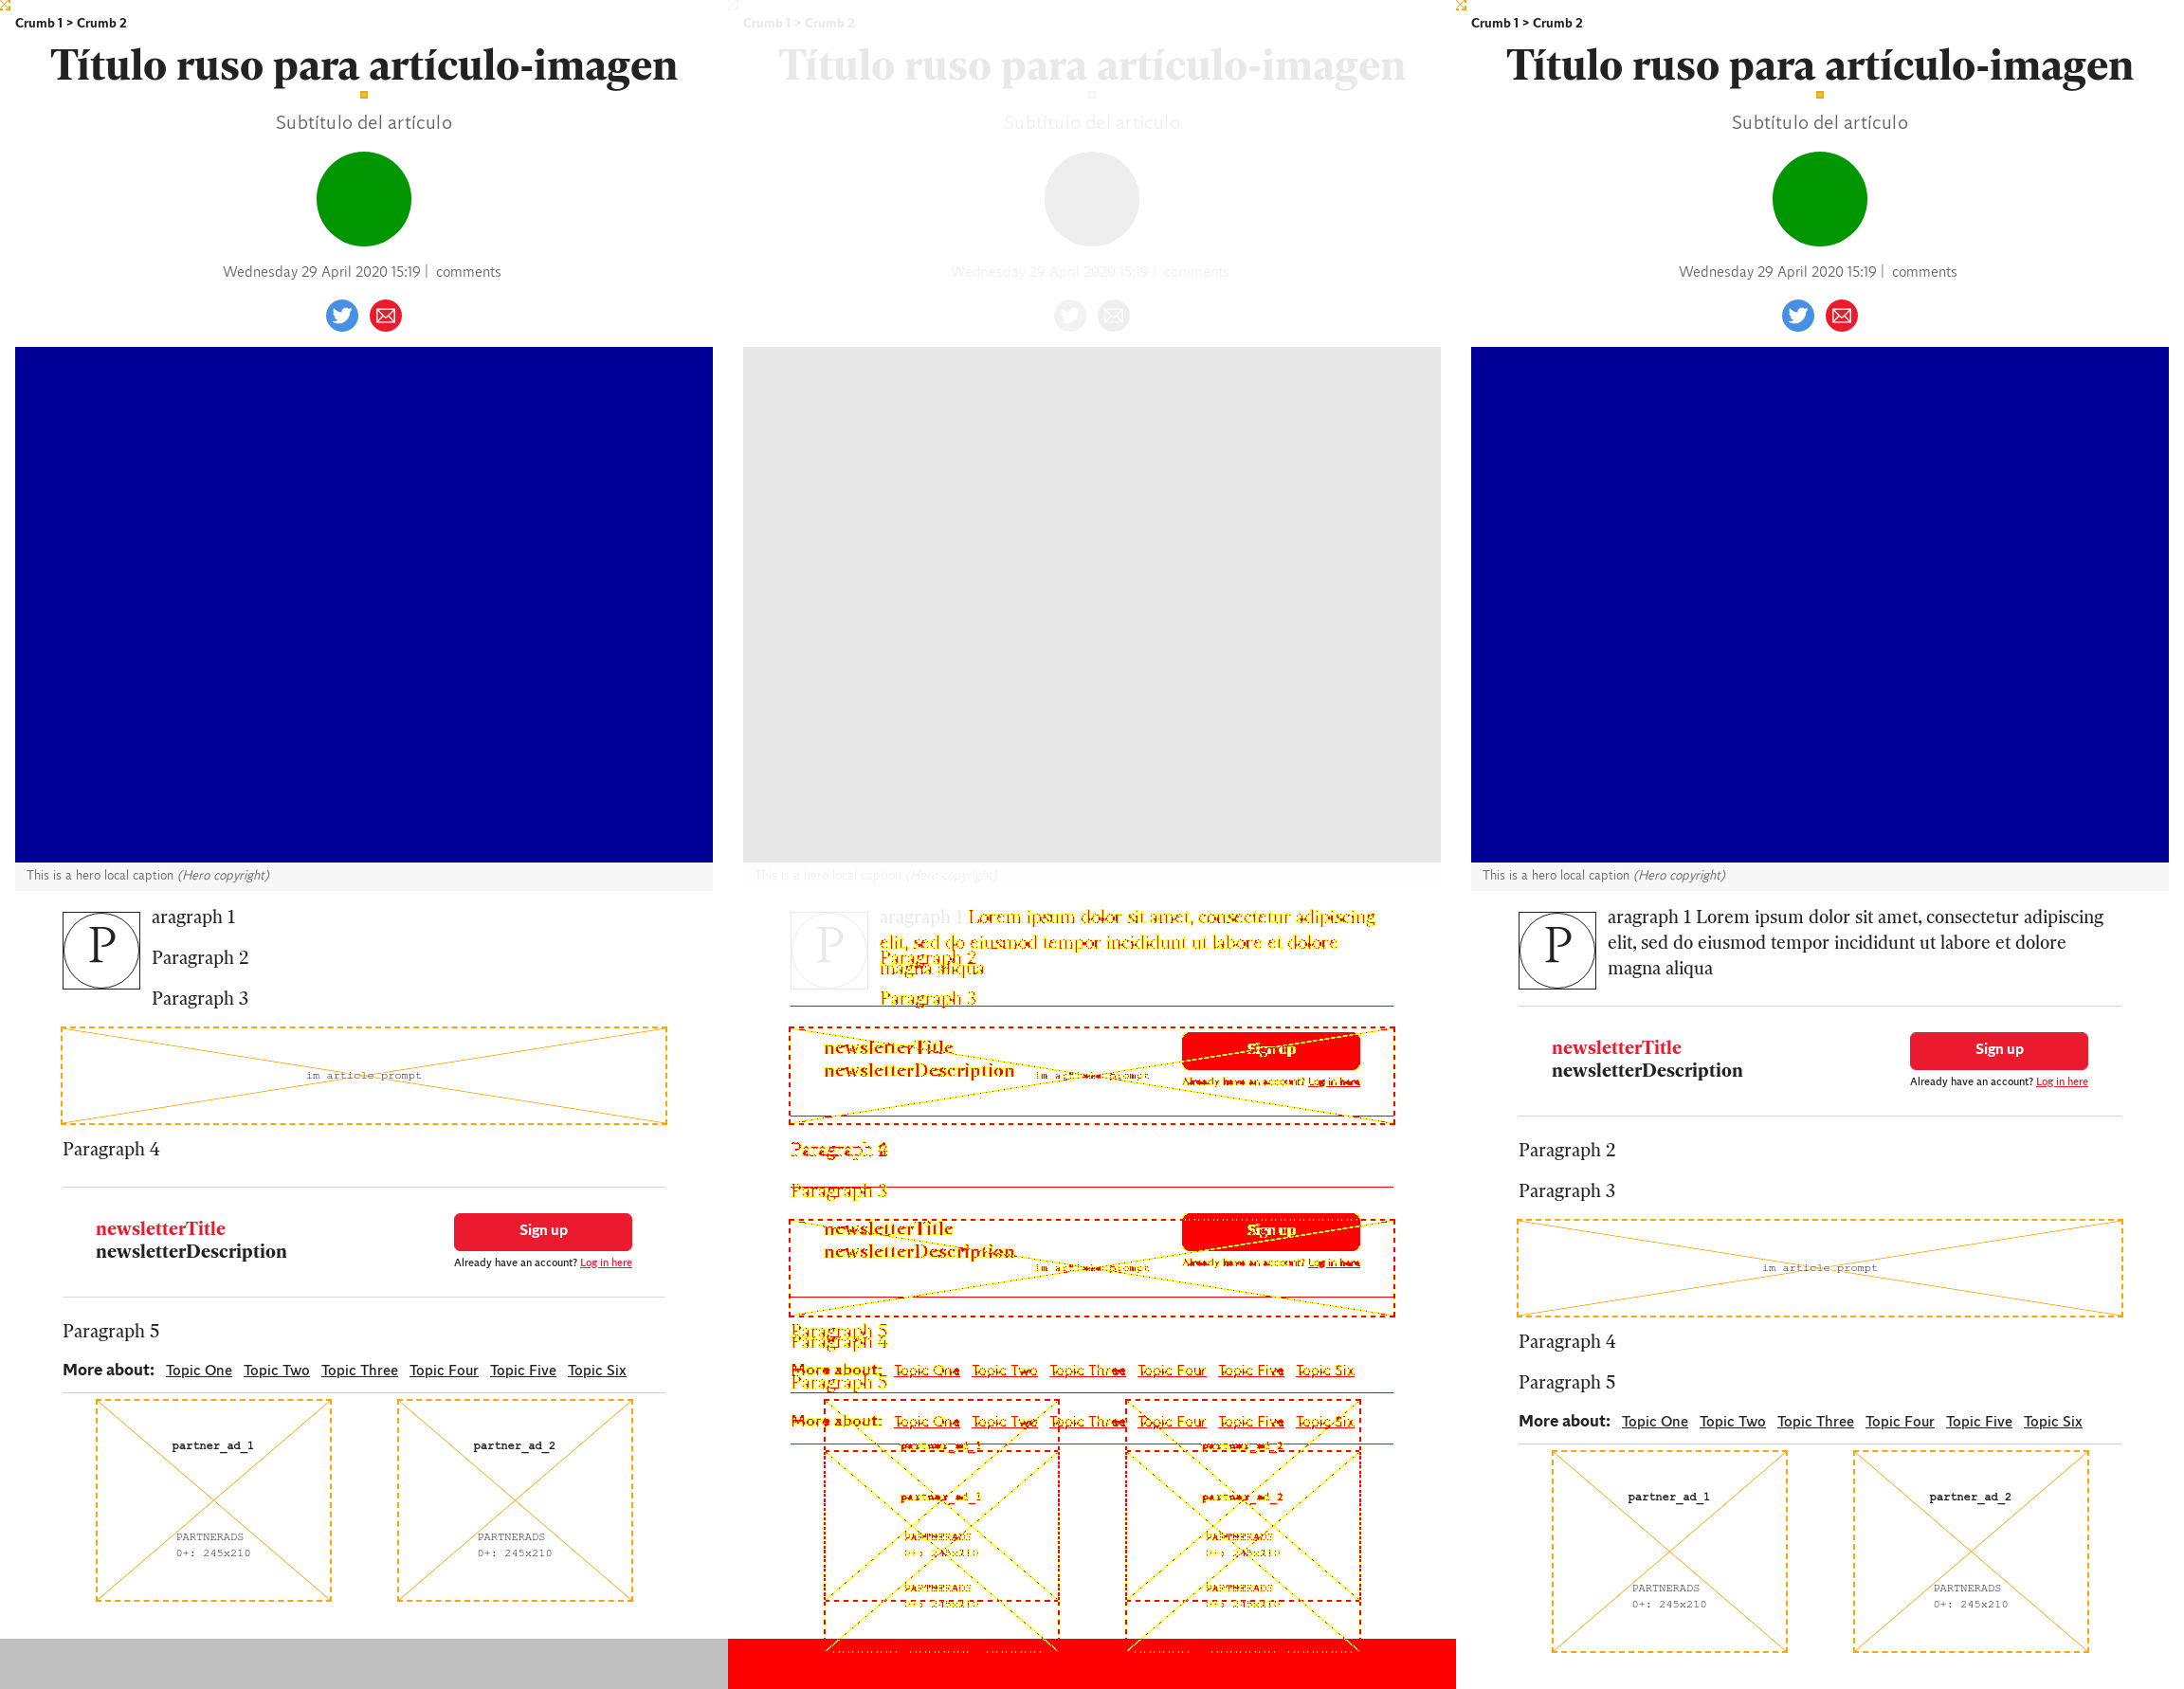 Crumb 1 > Crumb 2
Título ruso para artículo-imagen
Subtítulo del artículo
Wednesday 29 April 2020 15:19 | comments
This is a hero local caption (Hero copyright)
P
aragraph 1
Paragraph 2
Paragraph 3
im article prompt
Paragraph 4
newsletterTitle
newsletterDescription
Sign up
Already have an account? Log in here
Paragraph 5
More about: Topic One Topic Two Topic Three Topic Four Topic Five Topic Six
partner_ad_1
PARTNERADS
0+: 245x210
partner_ad_2
PARTNERADS
0+: 245x210
Crumb 1 > Crumb 2
Título ruso para artículo-imagen
Subtítulo del artículo
Wednesday 29 April 2020 15:19 | comments
This is a hero local caption (Hero copyright)
P
aragraph 1 Lorem ipsum dolor sit amet, consectetur adipiscing
elit, sed do eiusmod tempor incididunt ut labore et dolore
Paragraph 2
magna aliqua
Paragraph 3
newsletterTitle
newsletterDescription
im article prompt
Sign up
Already have an account? Log in here
Paragraph 3
newsletterTitle
newsletterDescription
im article prompt
Sign up
Already have an account? Log in here
Paragraph 5
Paragraph 4
More about: Topic One Topic Two Topic Three Topic Four Topic Five Topic Six
Paragraph 5
More about: Topic One Topic Two Topic Three Topic Four Topic Five Topic Six
partner_ad_1
partner_ad_1
PARTNERADS
0+: 245x210
PARTNERADS
0+: 245x210
partner_ad_2
partner_ad_2
PARTNERADS
0+: 245x210
PARTNERADS
0+: 245x210
Crumb 1 > Crumb 2
Título ruso para artículo-imagen
Subtítulo del artículo
Wednesday 29 April 2020 15:19 | comments
This is a hero local caption (Hero copyright)
P
aragraph 1 Lorem ipsum dolor sit amet, consectetur adipiscing
elit, sed do eiusmod tempor incididunt ut labore et dolore
magna aliqua
newsletterTitle
newsletterDescription
Sign up
Already have an account? Log in here
Paragraph 2
Paragraph 3
im article prompt
Paragraph 4
Paragraph 5
More about: Topic One Topic Two Topic Three Topic Four Topic Five Topic Six
partner_ad_1
PARTNERADS
0+: 245x210
partner_ad_2
PARTNERADS
0+: 245x210